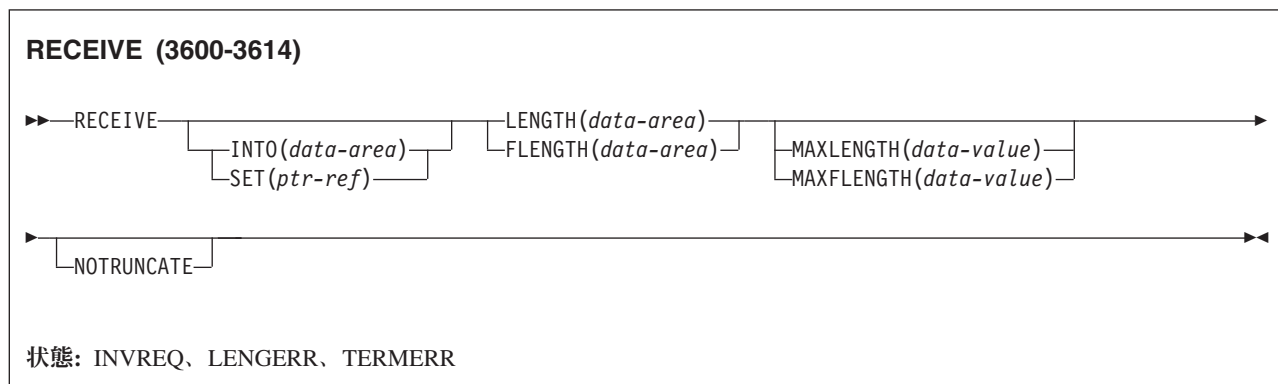 RECEIVE (3600-3614)
RECEIVE LENGTH(data-area)
INTO(data-area) FLENGTH(data-area) MAXLENGTH(data-value)
SET(ptr-ref) MAXFLENGTH(data-value)
NOTRUNCATE
状態: INVREQ、LENGERR、TERMERR